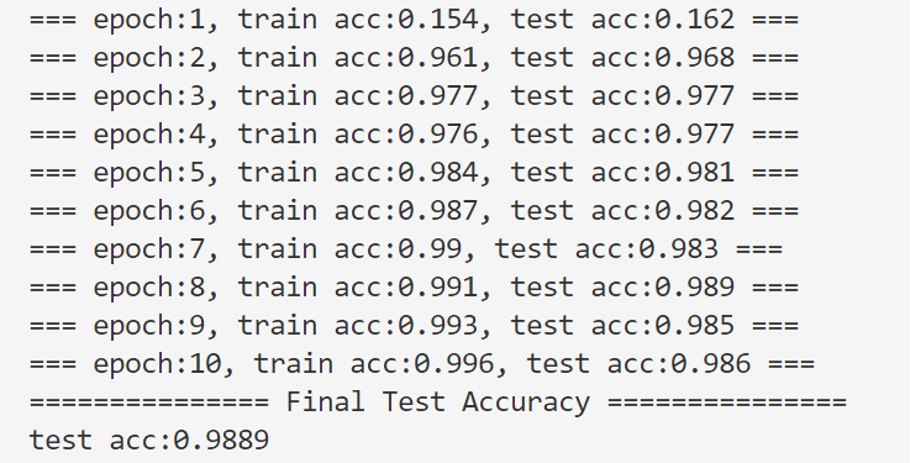 === epoch:1, train acc:0.154, test acc:0.162 ===
=== epoch:2, train acc:0.961, test acc:0.968 ===
=== epoch:3, train acc:0.977, test acc:0.977 ===
=== epoch:4, train acc:0.976, test acc:0.977 ===
=== epoch:5, train acc:0.984, test acc:0.981 ===
=== epoch:6, train acc:0.987, test acc:0.982 ===
=== epoch:7, train acc:0.99, test acc:0.983 ===
=== epoch:8, train acc:0.991, test acc:0.989 ===
=== epoch:9, train acc:0.993, test acc:0.985 ===
=== epoch:10, train acc:0.996, test acc:0.986 ===
=============== Final Test Accuracy ===============
test acc:0.9889